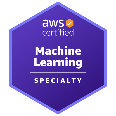 aws
certified
Machine
Learning
SPECIALTY